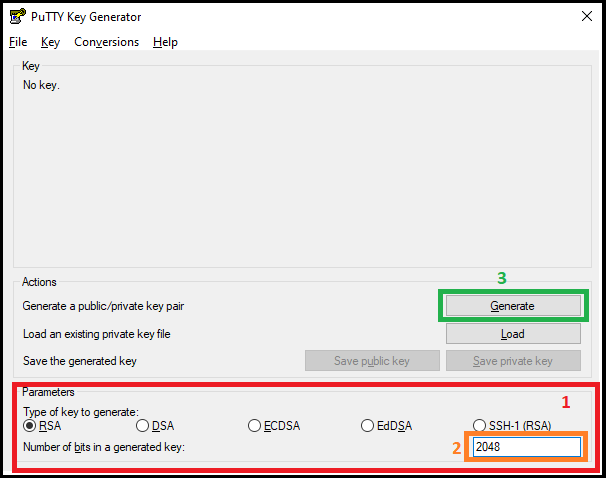 PuTTY Key Generator
File Key Conversions Help
Key
No key.
Actions
3
Generate a public/private key pair
Generate
Load an existing private key file
Load
Save the generated key
Save public key
Save private key
Parameters
1
Type of key to generate:
RSA DSA ECDSA EdDSA SSH-1 (RSA)
Number of bits in a generated key:
2
2048